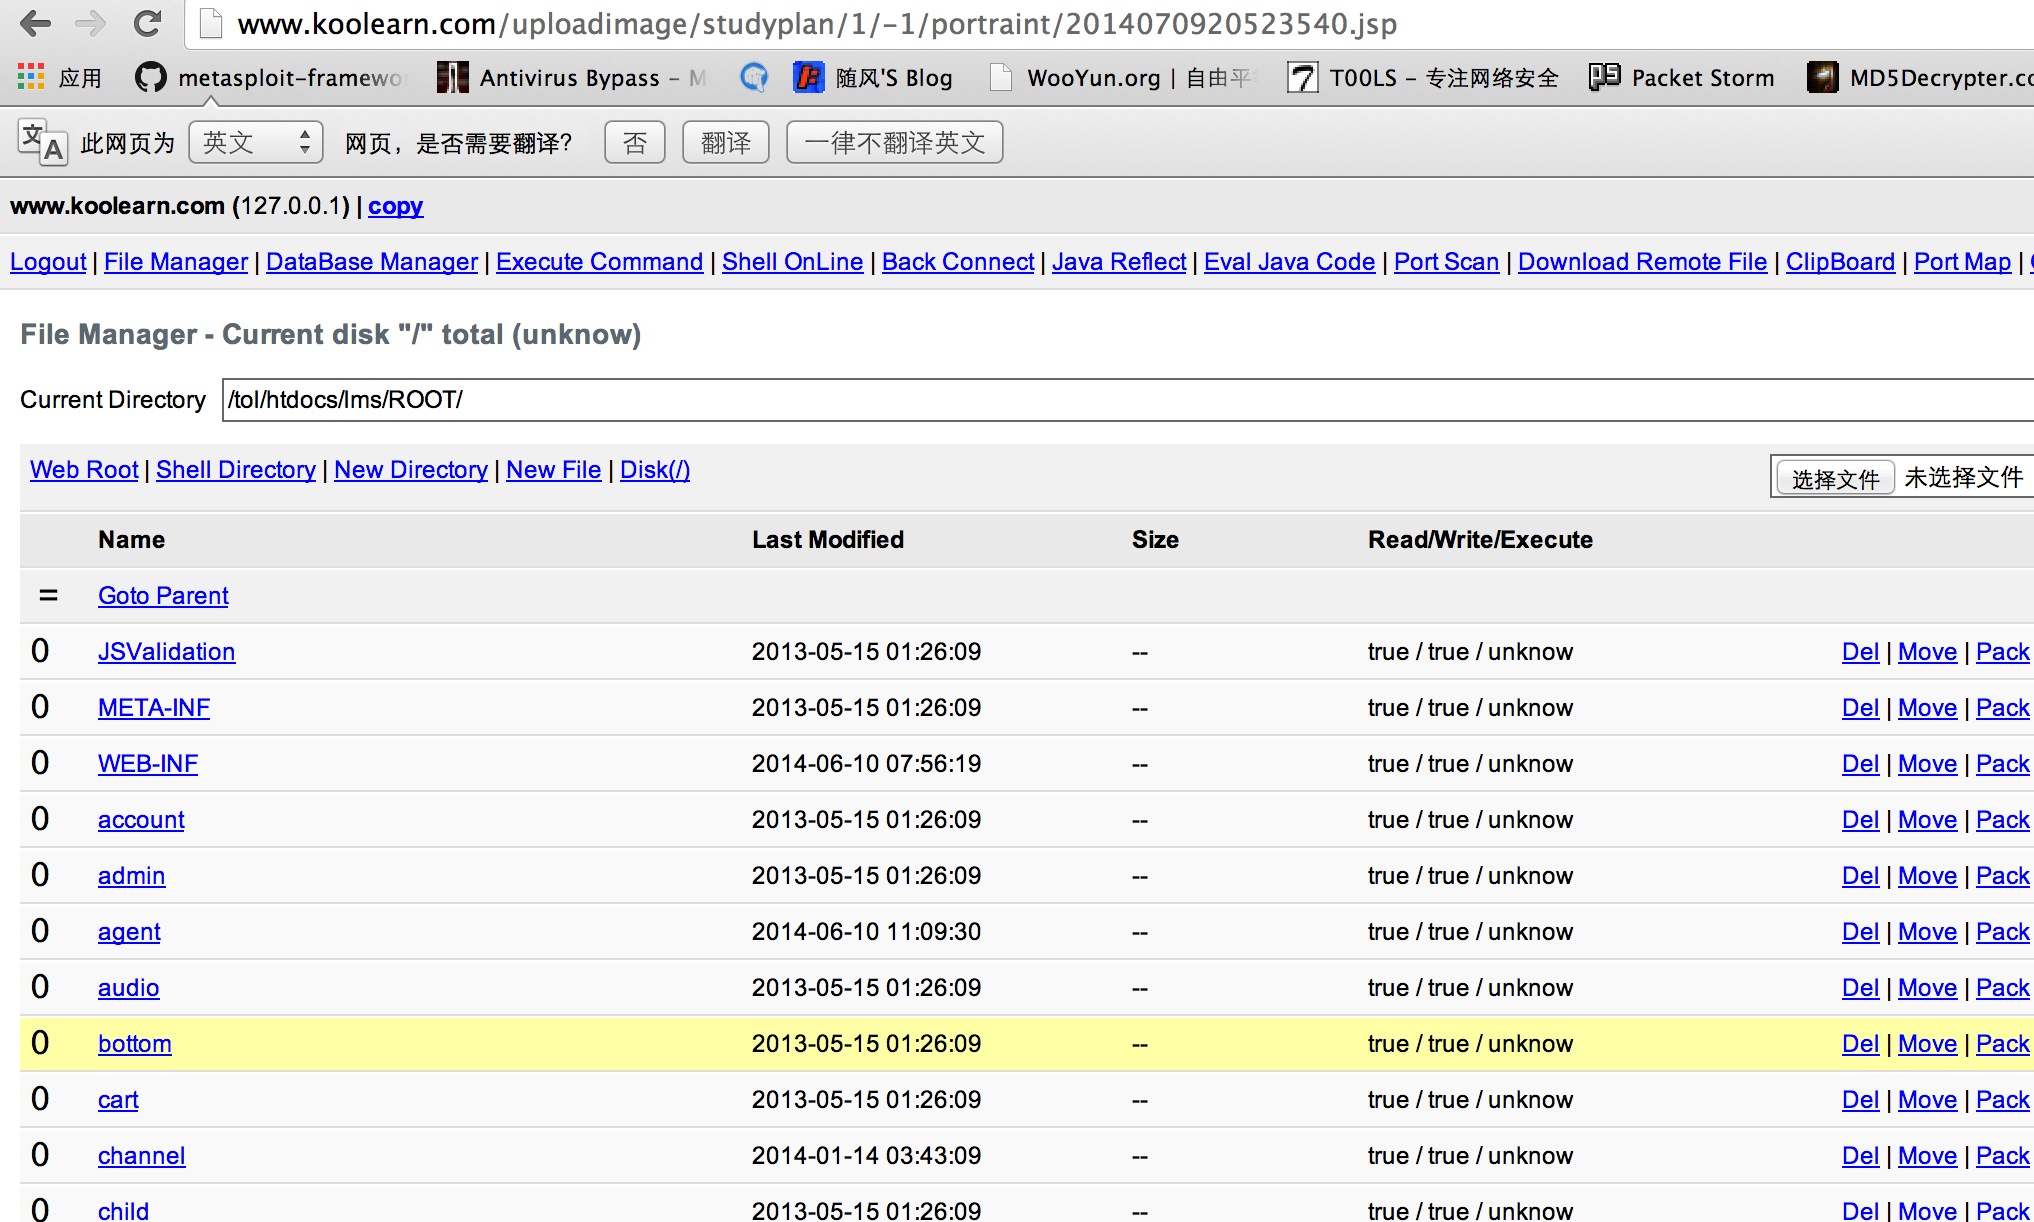 www.koolearn.com/uploadimage/studyplan/1/-1/portraint/2014070920523540.jsp
应用 metasploit-framewo Antivirus Bypass – M 随风'S Blog WooYun.org | 自由平 T00LS – 专注网络安全 Packet Storm MD5Decrypter.co
此网页为 英文 网页，是否需要翻译? 否 翻译 一律不翻译英文
www.koolearn.com (127.0.0.1) | copy
Logout | File Manager | DataBase Manager | Execute Command | Shell OnLine | Back Connect | Java Reflect | Eval Java Code | Port Scan | Download Remote File | ClipBoard | Port Map |
File Manager - Current disk "/" total (unknow)
Current Directory /tol/htdocs/lms/ROOT/
Web Root | Shell Directory | New Directory | New File | Disk(/) 选择文件 未选择文件
Name Last Modified Size Read/Write/Execute
= Goto Parent
0 JSValidation 2013-05-15 01:26:09 -- true / true / unknow Del | Move | Pack
0 META-INF 2013-05-15 01:26:09 -- true / true / unknow Del | Move | Pack
0 WEB-INF 2014-06-10 07:56:19 -- true / true / unknow Del | Move | Pack
0 account 2013-05-15 01:26:09 -- true / true / unknow Del | Move | Pack
0 admin 2013-05-15 01:26:09 -- true / true / unknow Del | Move | Pack
0 agent 2014-06-10 11:09:30 -- true / true / unknow Del | Move | Pack
0 audio 2013-05-15 01:26:09 -- true / true / unknow Del | Move | Pack
0 bottom 2013-05-15 01:26:09 -- true / true / unknow Del | Move | Pack
0 cart 2013-05-15 01:26:09 -- true / true / unknow Del | Move | Pack
0 channel 2014-01-14 03:43:09 -- true / true / unknow Del | Move | Pack
0 child 2013-05-15 01:26:09 -- true / true / unknow Del | Move | Pack